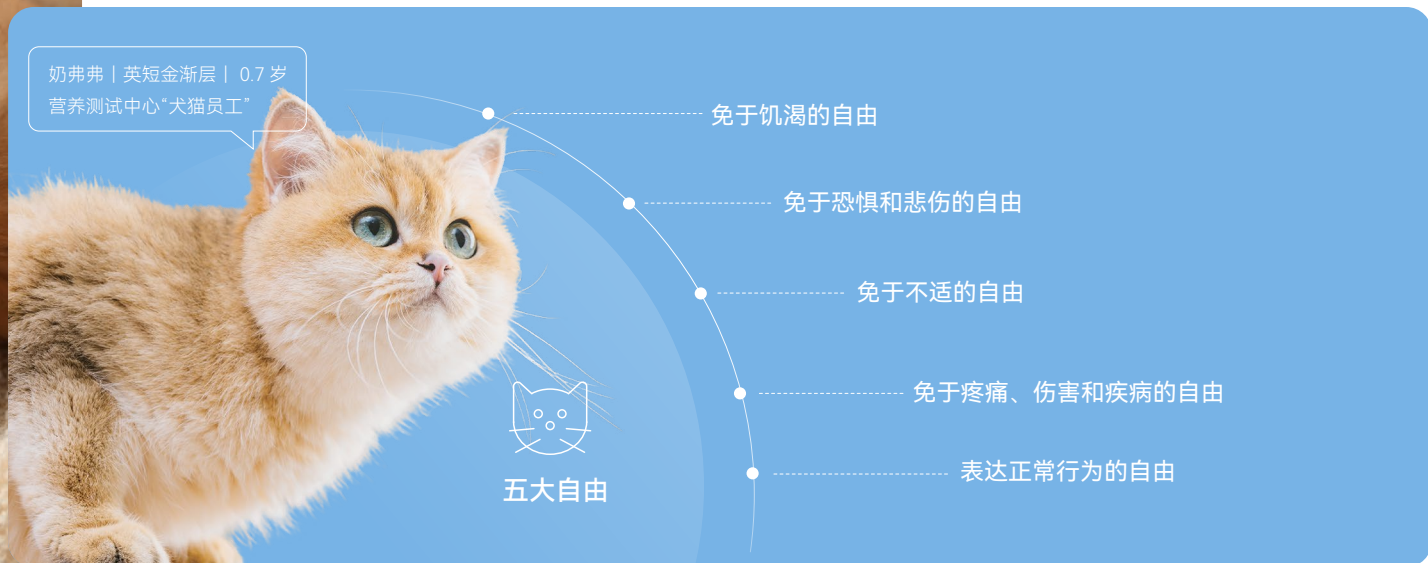 奶弗弗｜英短金渐层｜ 0.7 岁
营养测试中心“犬猫员工”
免于饥渴的自由
免于恐惧和悲伤的自由
免于不适的自由
免于疼痛、伤害和疾病的自由
表达正常行为的自由
五大自由